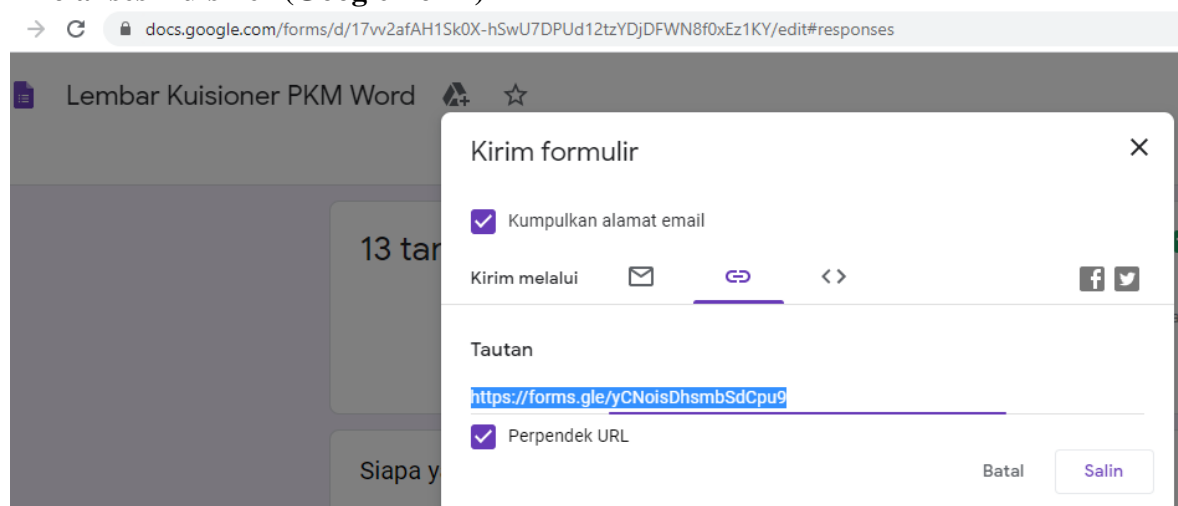 docs.google.com/forms/d/17vv2afAH1Sk0X-hSwU7DPUd12tzYDjDFWN8f0xEz1KY/edit#responses
Lembar Kuisioner PKM Word
Kirim formulir
Kumpulkan alamat email
13 tan
Kirim melalui
Tautan
https://forms.gle/yCNoisDhsmbSdCpu9
Perpendek URL
Siapa y
Batal
Salin